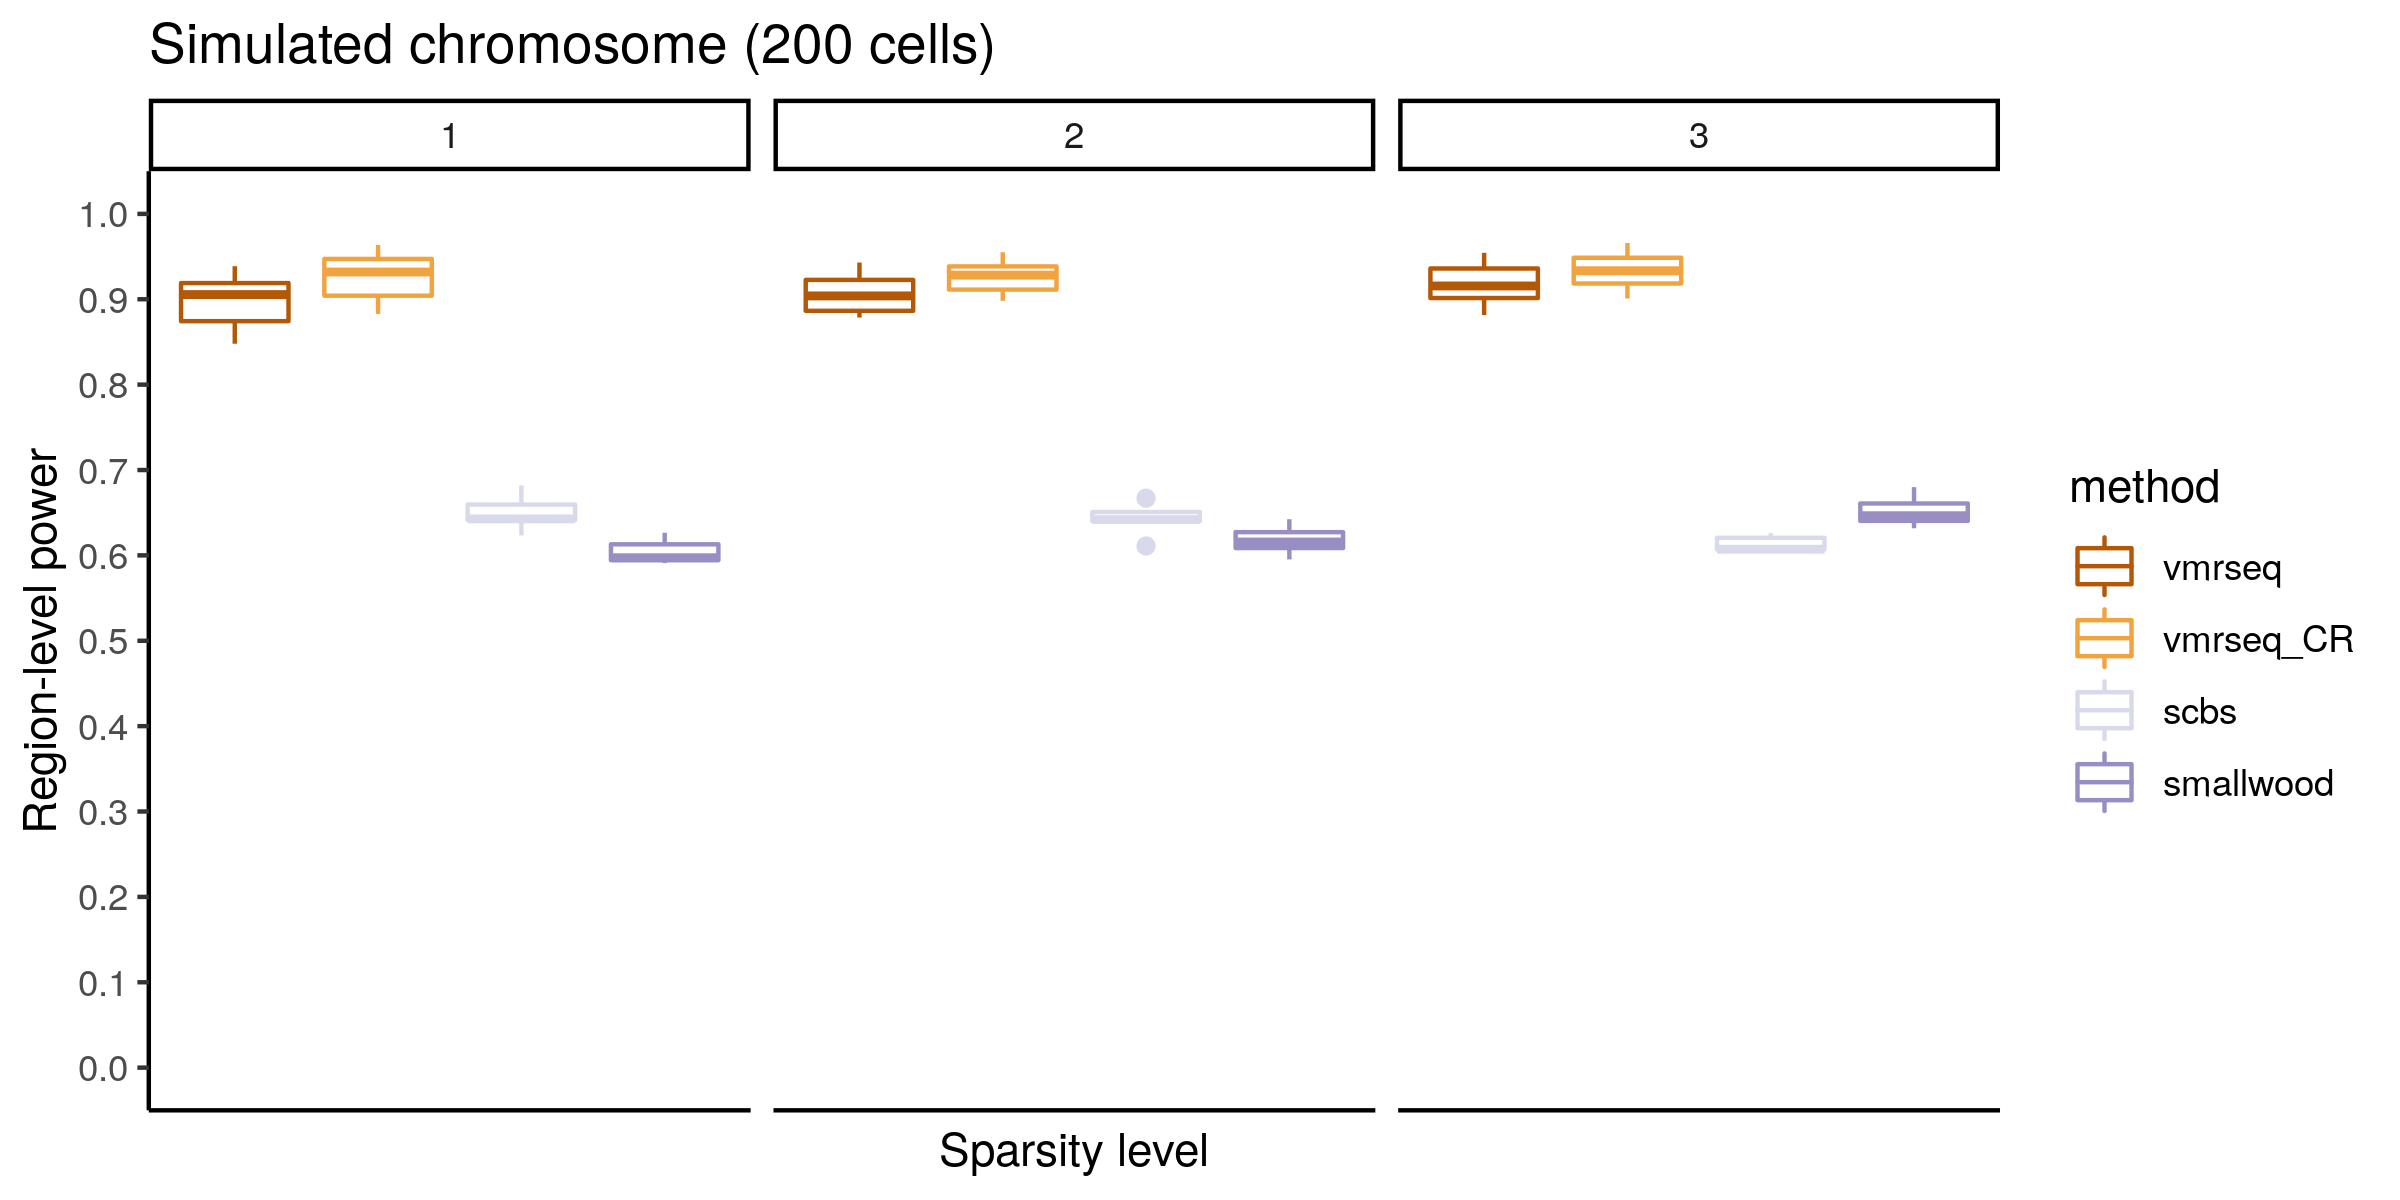 Simulated chromosome (200 cells)
1
2
3
1.0
0.9
0.8
0.7
0.6
0.5
0.4
0.3
0.2
0.1
0.0
Region-level power
Sparsity level
method
vmrseq
vmrseq_CR
scbs
smallwood